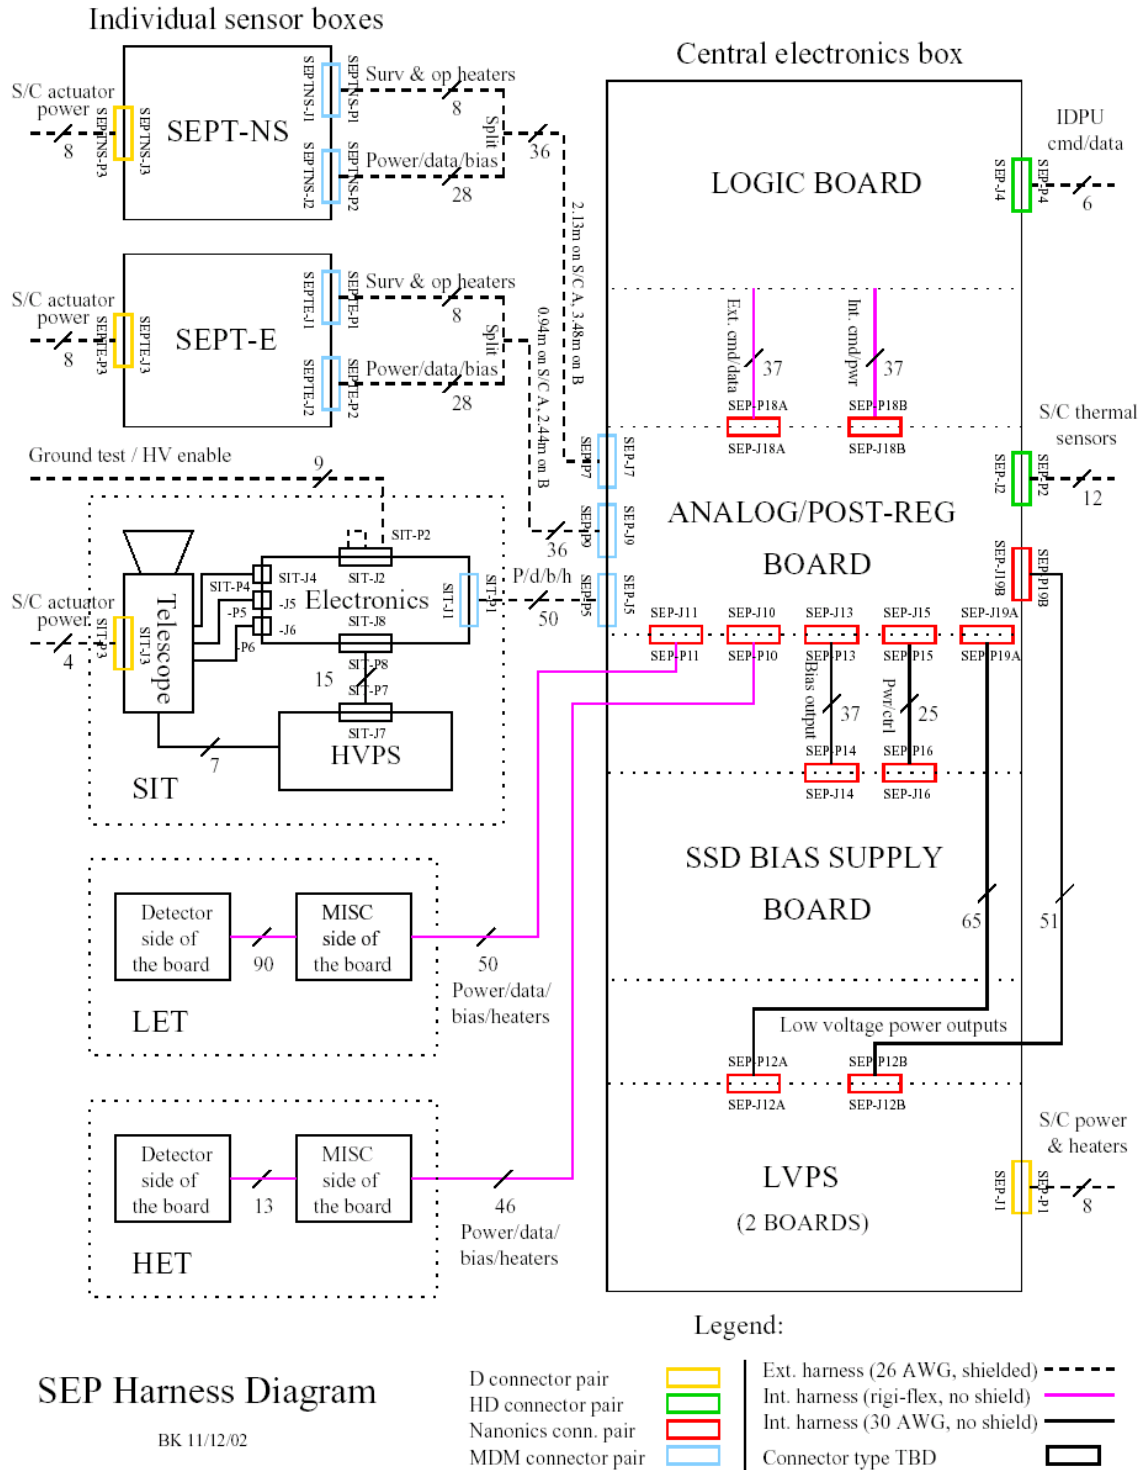 Individual sensor boxes
Central electronics box
S/C actuator
power
8
SEPTNS-P3
SEPTNS-J3
SEPT-NS
SEPTNS-J1
SEPTNS-P1
Surv & op heaters
8
SEPTNS-J2
SEPTNS-P2
Power/data/bias
28
Split
36
2.13m on S/C A, 3.48m on B
LOGIC BOARD
SEP-J4
SEP-P4
IDPU
cmd/data
6
S/C actuator
power
8
SEPTE-P3
SEPTE-J3
SEPT-E
SEPTE-J1
SEPTE-P1
Surv & op heaters
8
SEPTE-J2
SEPTE-P2
Power/data/bias
28
Split
0.94m on S/C A, 2.44m on B
36
Ext. cmd/data
37
Int. cmd/pwr
37
SEP-P18A
SEP-J18A
SEP-P18B
SEP-J18B
S/C thermal
sensors
SEP-J2
SEP-P2
12
SEP-P7
SEP-J7
SEP-P9
SEP-J9
SEP-P5
SEP-J5
ANALOG/POST-REG
BOARD
SEP-J19B
SEP-P19B
Ground test / HV enable
9
SIT-P2
SIT-J2
SIT-P4
SIT-J4
-P5
-J5
-P6
-J6
Electronics
SIT-J8
SIT-J1
SIT-P1
P/d/b/h
50
S/C actuator
power
4
SIT-P3
SIT-J3
Telescope
SIT-P8
15
SIT-P7
SIT-J7
HVPS
7
SIT
SEP-J11
SEP-J10
SEP-J13
SEP-J15
SEP-J19A
SEP-P11
SEP-P10
SEP-P13
SEP-P15
SEP-P19A
Bias output
37
Pwr/ctrl
25
SEP-P14
SEP-P16
SEP-J14
SEP-J16
SSD BIAS SUPPLY
BOARD
65
51
Detector
side of
the board
90
MISC
side of
the board
50
Power/data/
bias/heaters
LET
Low voltage power outputs
SEP-P12A
SEP-P12B
SEP-J12A
SEP-J12B
Detector
side of
the board
13
MISC
side of
the board
46
Power/data/
bias/heaters
HET
LVPS
(2 BOARDS)
S/C power
& heaters
SEP-J1
SEP-P1
8
Legend:
SEP Harness Diagram
BK 11/12/02
D connector pair
HD connector pair
Nanonics conn. pair
MDM connector pair
Ext. harness (26 AWG, shielded)
Int. harness (rigi-flex, no shield)
Int. harness (30 AWG, no shield)
Connector type TBD